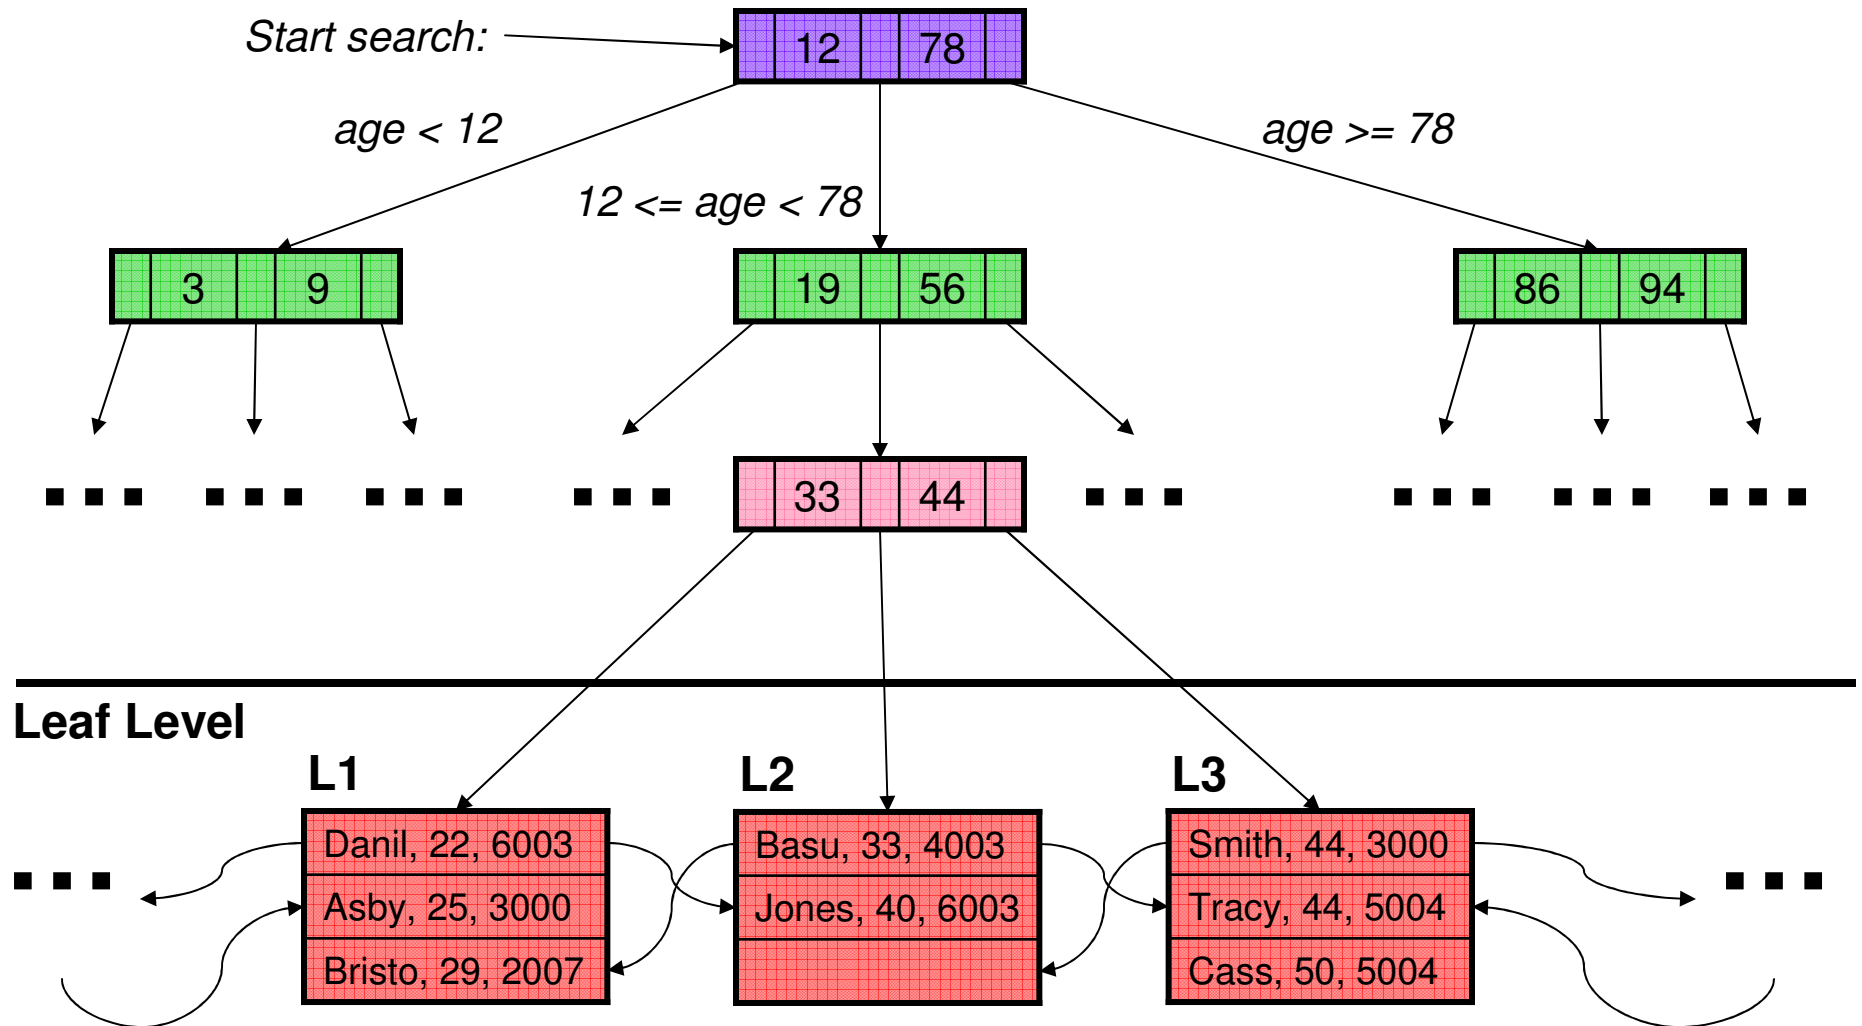 Start search:
12 78
age < 12
age >= 78
12 <= age < 78
3 9
19 56
86 94
33 44
Leaf Level
L1
L2
L3
Danil, 22, 6003
Asby, 25, 3000
Bristo, 29, 2007
Basu, 33, 4003
Jones, 40, 6003
Smith, 44, 3000
Tracy, 44, 5004
Cass, 50, 5004